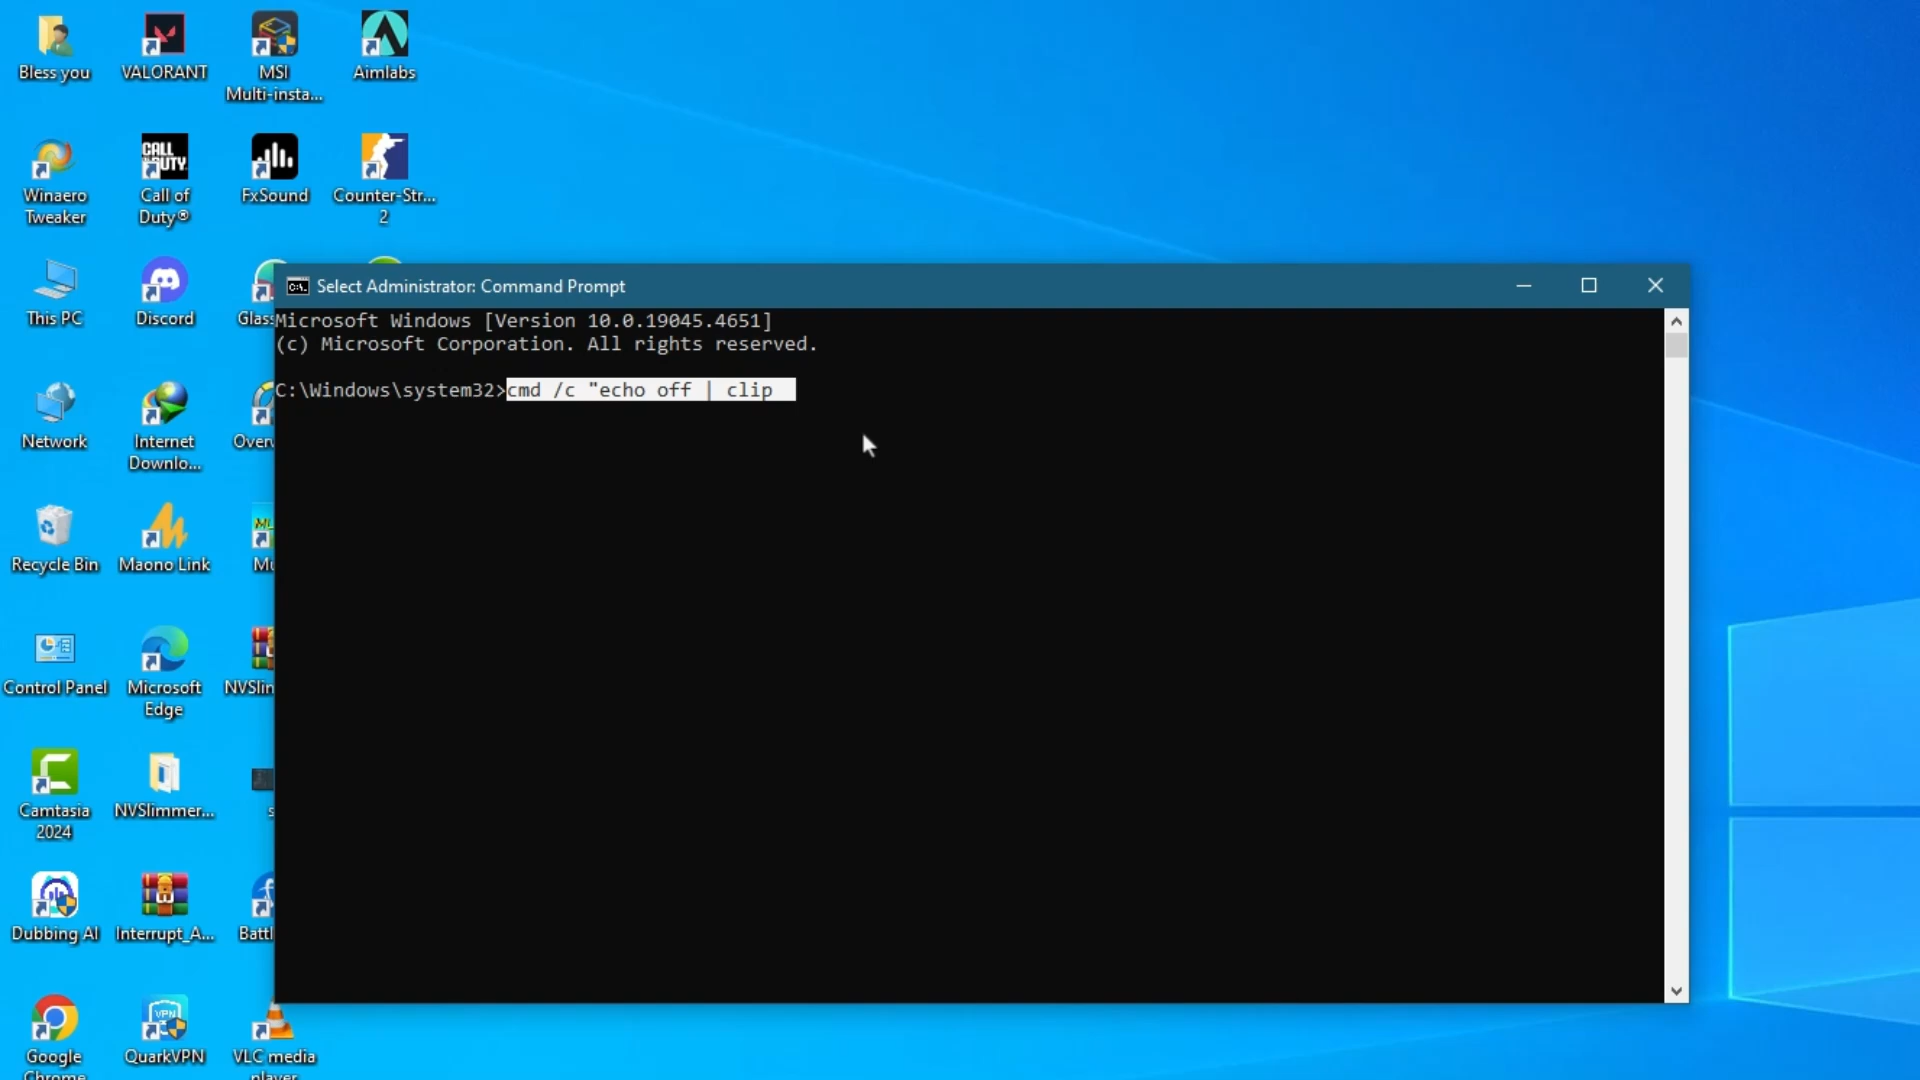 Bless you
VALORANT
MSI
Multi-insta...
Aimlabs
Winaero
Tweaker
CALL
DUTY
Call of
Duty®
FxSound
Counter-Str...
2
This PC
Discord
Glass
Select Administrator: Command Prompt
Microsoft Windows [Version 10.0.19045.4651]
(c) Microsoft Corporation. All rights reserved.
C:\Windows\system32>cmd /c "echo off | clip
Network
Internet
Downlo...
Over
Recycle Bin
Maono Link
Control Panel
Microsoft
Edge
NVSlim
Camtasia
2024
NVSlimmer...
Dubbing AI
Interrupt_A...
Battl
Google
Chrome
VPN
QuarkVPN
VLC media
player